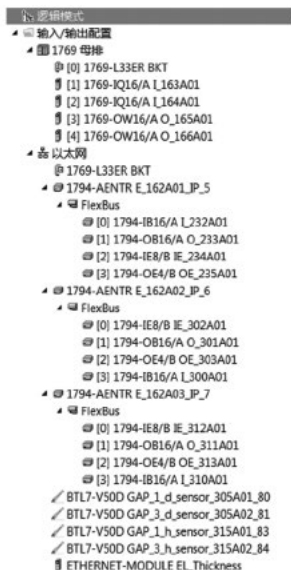 逻辑模式
输入/输出配置
1769 母排
[0] 1769-L33ER BKT
[1] 1769-IQ16/A I_163A01
[2] 1769-IQ16/A I_164A01
[3] 1769-OW16/A O_165A01
[4] 1769-OW16/A O_166A01
以太网
1769-L33ER BKT
1794-AENTR E_162A01_IP_5
FlexBus
[0] 1794-IB16/A I_232A01
[1] 1794-OB16/A O_233A01
[2] 1794-IE8/B IE_234A01
[3] 1794-OE4/B OE_235A01
1794-AENTR E_162A02_IP_6
FlexBus
[0] 1794-IE8/B IE_302A01
[1] 1794-OB16/A O_301A01
[2] 1794-OE4/B OE_303A01
[3] 1794-IB16/A I_300A01
1794-AENTR E_162A03_IP_7
FlexBus
[0] 1794-IE8/B IE_312A01
[1] 1794-OB16/A O_311A01
[2] 1794-OE4/B OE_313A01
[3] 1794-IB16/A I_310A01
BTL7-V50D GAP_1_d_sensor_305A01_80
BTL7-V50D GAP_3_d_sensor_305A02_81
BTL7-V50D GAP_1_h_sensor_315A01_83
BTL7-V50D GAP_3_h_sensor_315A02_84
ETHERNET-MODULE EL_Thickness